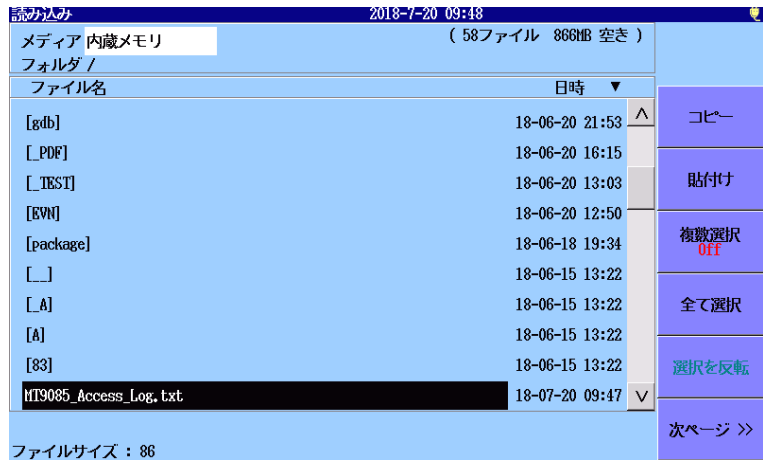 読み込み 2018-7-20 09:48
メディア 内蔵メモリ ( 58ファイル 866MB 空き )
フォルダ /
ファイル名 日時 ▼
[gdb] 18-06-20 21:53
[_PDF] 18-06-20 16:15
[_TEST] 18-06-20 13:03
[EVN] 18-06-20 12:50
[package] 18-06-18 19:34
[__] 18-06-15 13:22
[_A] 18-06-15 13:22
[A] 18-06-15 13:22
[83] 18-06-15 13:22
MT9085_Access_Log.txt 18-07-20 09:47
ファイルサイズ : 86
コピー
貼付け
複数選択
Off
全て選択
選択を反転
次ページ >>